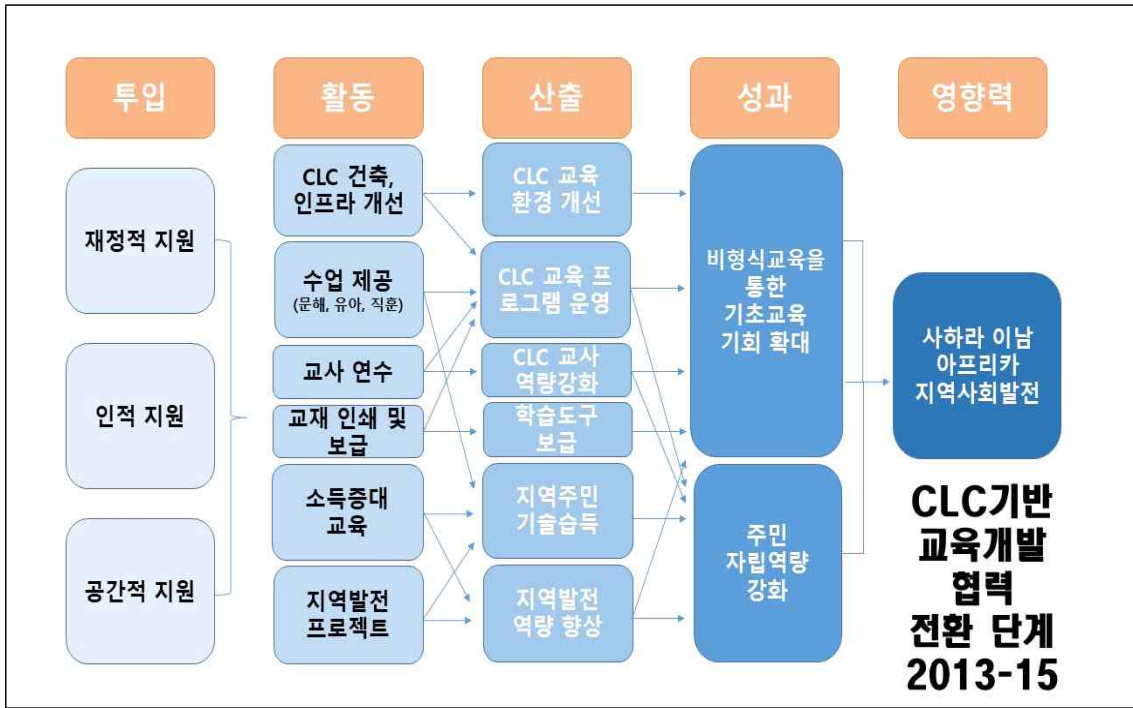 투입
활동
산출
성과
영향력
재정적 지원
인적 지원
공간적 지원
CLC 건축,
인프라 개선
수업 제공
(문해, 유아, 직훈)
교사 연수
교재 인쇄 및
보급
소득증대
교육
지역발전
프로젝트
CLC 교육
환경 개선
CLC 교육 프
로그램 운영
CLC 교사
역량강화
학습도구
보급
지역주민
기술습득
지역발전
역량 향상
비형식교육을
통한
기초교육
기회 확대
주민
자립역량
강화
사하라 이남
아프리카
지역사회발전
CLC기반
교육개발
협력
전환 단계
2013-15